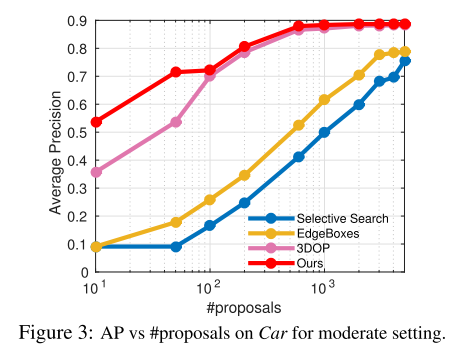 0.9
0.8
0.7
0.6
0.5
0.4
0.3
0.2
0.1
0
Average Precision
Selective Search
EdgeBoxes
3DOP
Ours
10^1 10^2 10^3
#proposals
Figure 3: AP vs #proposals on Car for moderate setting.